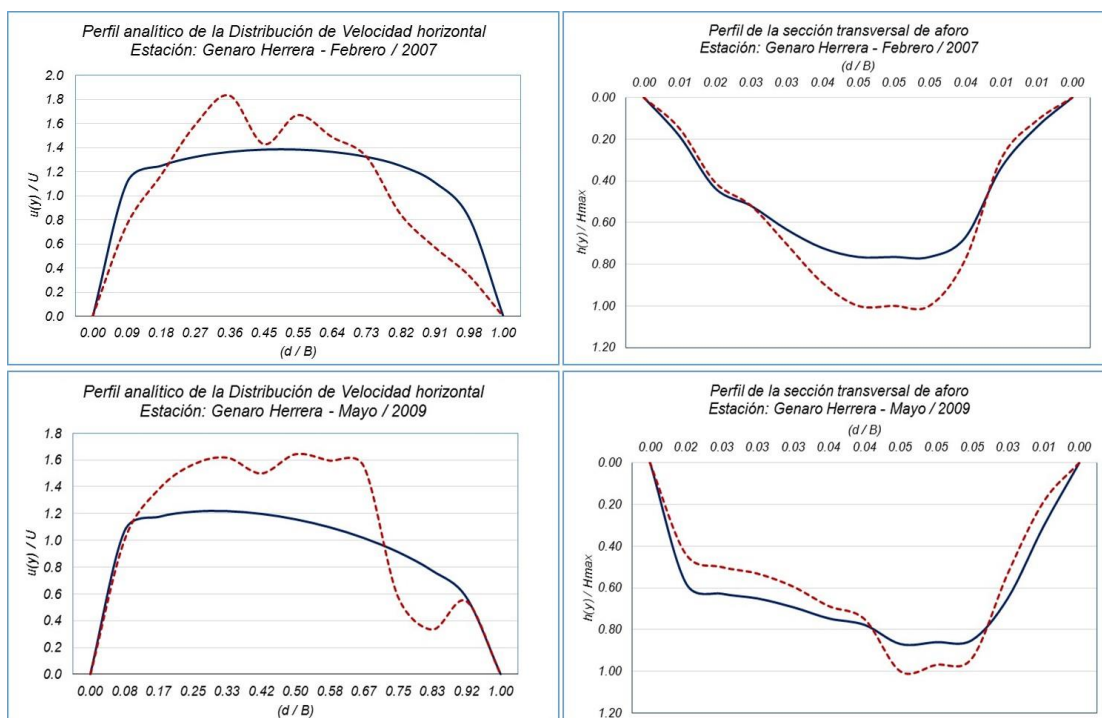 Perfil analítico de la Distribución de Velocidad horizontal
Estación: Genaro Herrera - Febrero / 2007
2.0
1.8
1.6
1.4
1.2
1.0
0.8
0.6
0.4
0.2
0.0
u(y) / U
0.00 0.09 0.18 0.27 0.36 0.45 0.55 0.64 0.73 0.82 0.91 0.98 1.00
(d / B)
Perfil de la sección transversal de aforo
Estación: Genaro Herrera - Febrero / 2007
(d / B)
0.00 0.01 0.02 0.03 0.03 0.04 0.05 0.05 0.05 0.04 0.01 0.01 0.00
0.00
0.20
0.40
0.60
0.80
1.00
1.20
h(y) / Hmax
Perfil analítico de la Distribución de Velocidad horizontal
Estación: Genaro Herrera - Mayo / 2009
1.8
1.6
1.4
1.2
1.0
0.8
0.6
0.4
0.2
0.0
u(y) / U
0.00 0.08 0.17 0.25 0.33 0.42 0.50 0.58 0.67 0.75 0.83 0.92 1.00
(d / B)
Perfil de la sección transversal de aforo
Estación: Genaro Herrera - Mayo / 2009
(d / B)
0.00 0.02 0.03 0.03 0.03 0.04 0.04 0.05 0.05 0.05 0.03 0.01 0.00
0.00
0.20
0.40
0.60
0.80
1.00
1.20
h(y) / Hmax